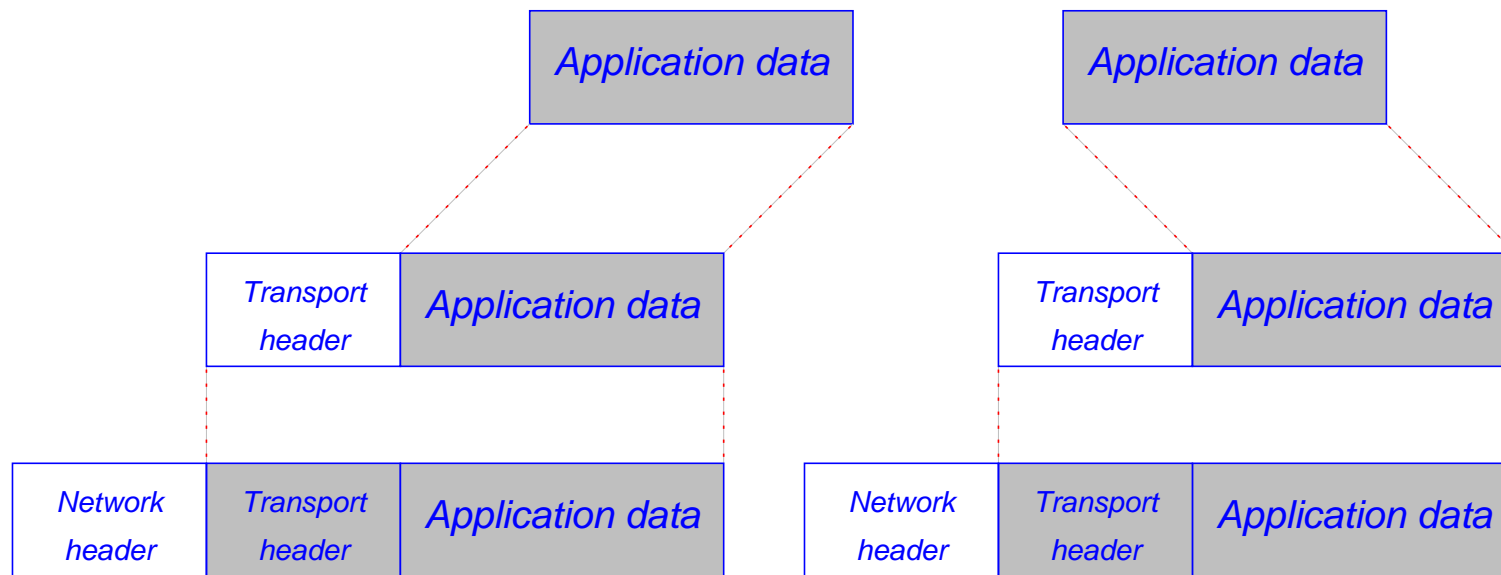 Application data
Application data
Transport
header
Application data
Transport
header
Application data
Network
header
Transport
header
Application data
Network
header
Transport
header
Application data